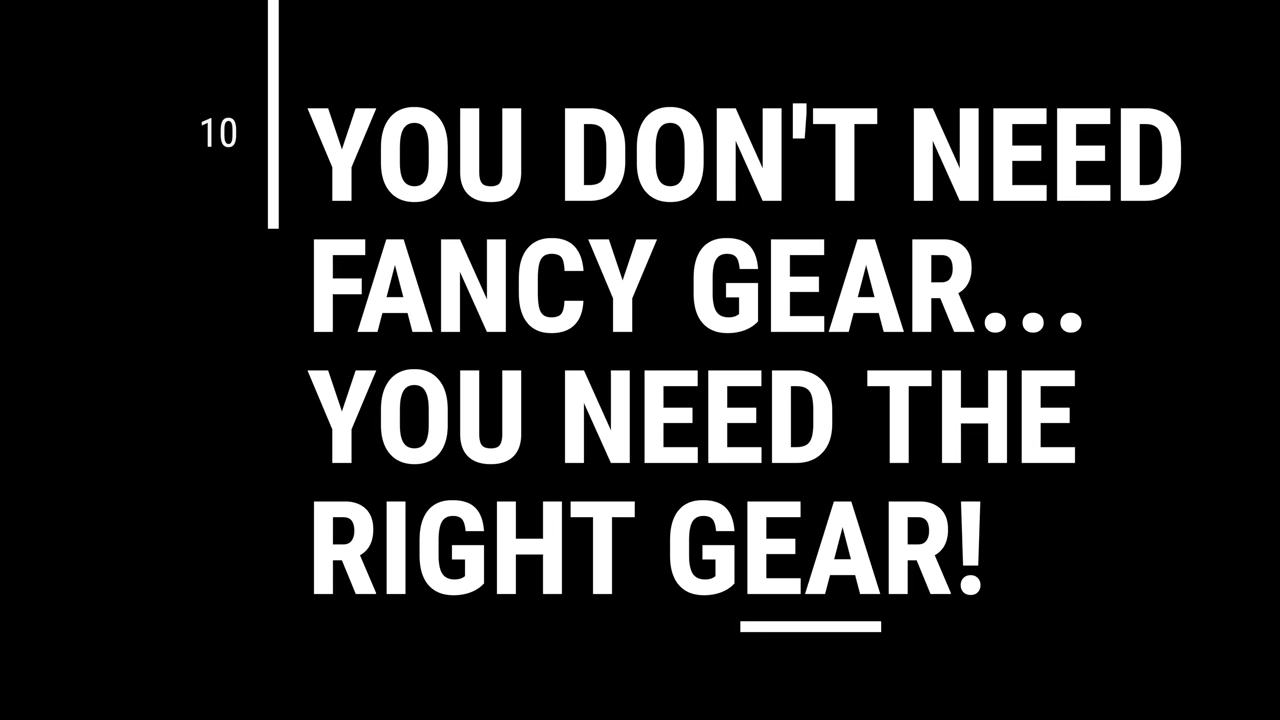 10
YOU DON'T NEED
FANCY GEAR...
YOU NEED THE
RIGHT GEAR!